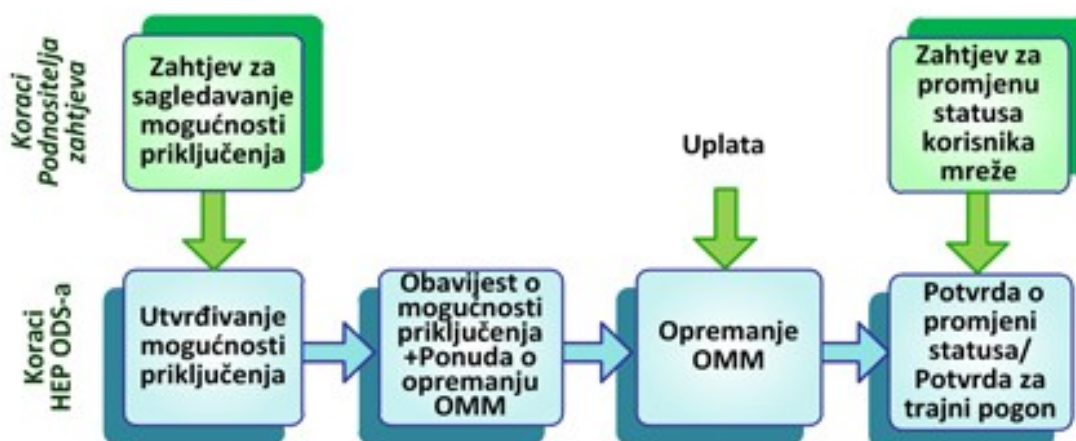 Koraci
Podnositelja
zahtjeva
Zahtjev za
sagledavanje
mogućnosti
priključenja
Uplata
Zahtjev za
promjenu
statusa
korisnika
mreže
Koraci
HEP ODS-a
Utvrđivanje
mogućnosti
priključenja
Obavijest o
mogućnosti
priključenja
+Ponuda o
opremanju
OMM
Opremanje
OMM
Potvrda o
promjeni
statusa/
Potvrda za
trajni pogon